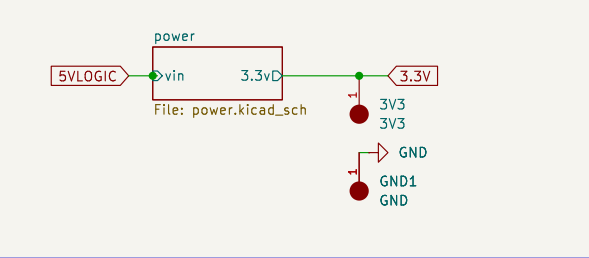 power
5VLOGIC
vin
3.3v
3.3V
File: power.kicad_sch
1
3V3
3V3
GND
1
GND1
GND